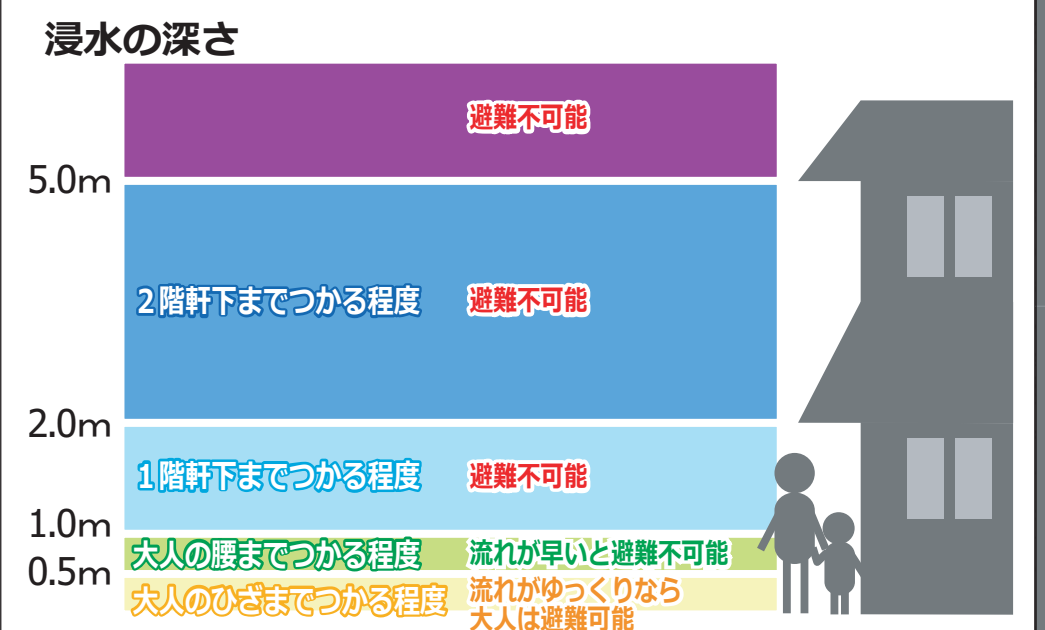 浸水の深さ
避難不可能
5.0m
2階軒下までつかる程度 避難不可能
2.0m
1階軒下までつかる程度 避難不可能
1.0m
大人の腰までつかる程度 流れが早いと避難不可能
0.5m
大人のひざまでつかる程度 流れがゆっくりなら
大人は避難可能